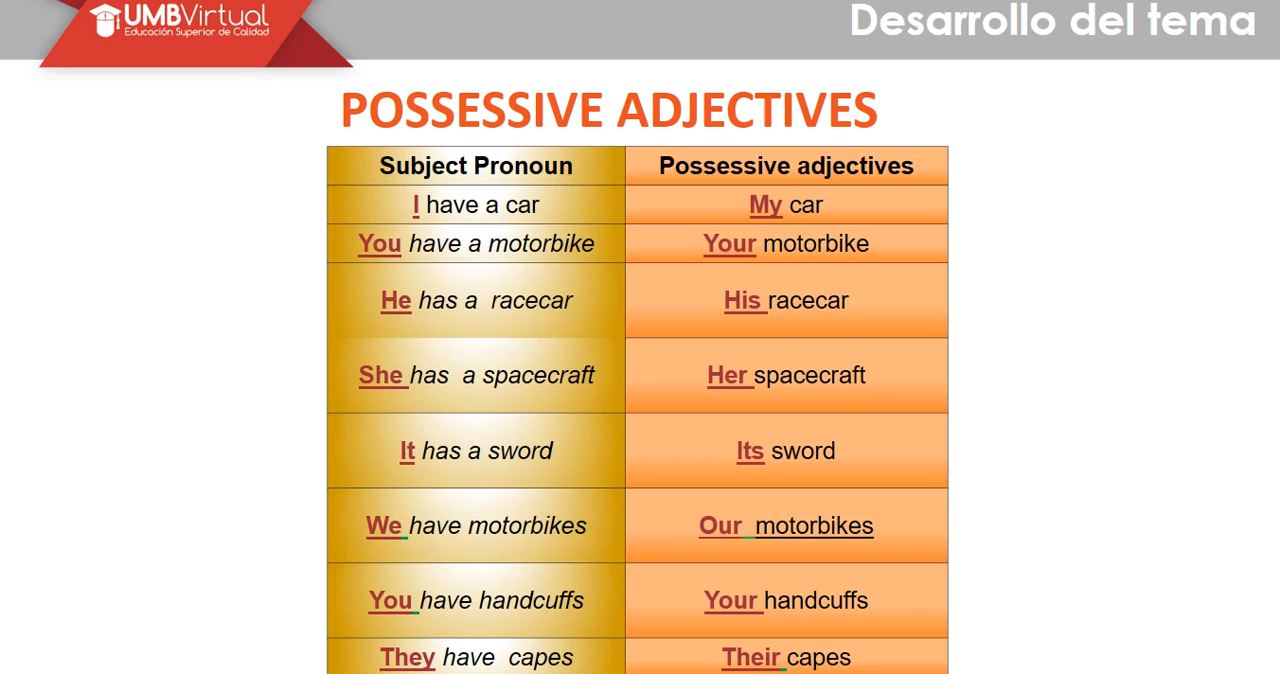 UMBVirtual
Educación Superior de Calidad
Desarrollo del tema
POSSESSIVE ADJECTIVES
Subject Pronoun Possessive adjectives
I have a car My car
You have a motorbike Your motorbike
He has a racecar His racecar
She has a spacecraft Her spacecraft
It has a sword Its sword
We have motorbikes Our motorbikes
You have handcuffs Your handcuffs
They have capes Their capes